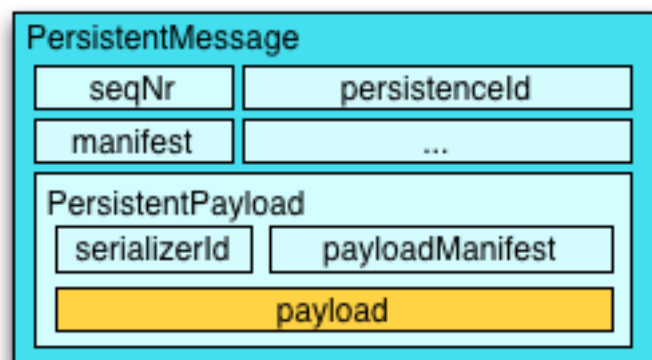 PersistentMessage
seqNr persistenceId
manifest ...
PersistentPayload
serializerId payloadManifest
payload